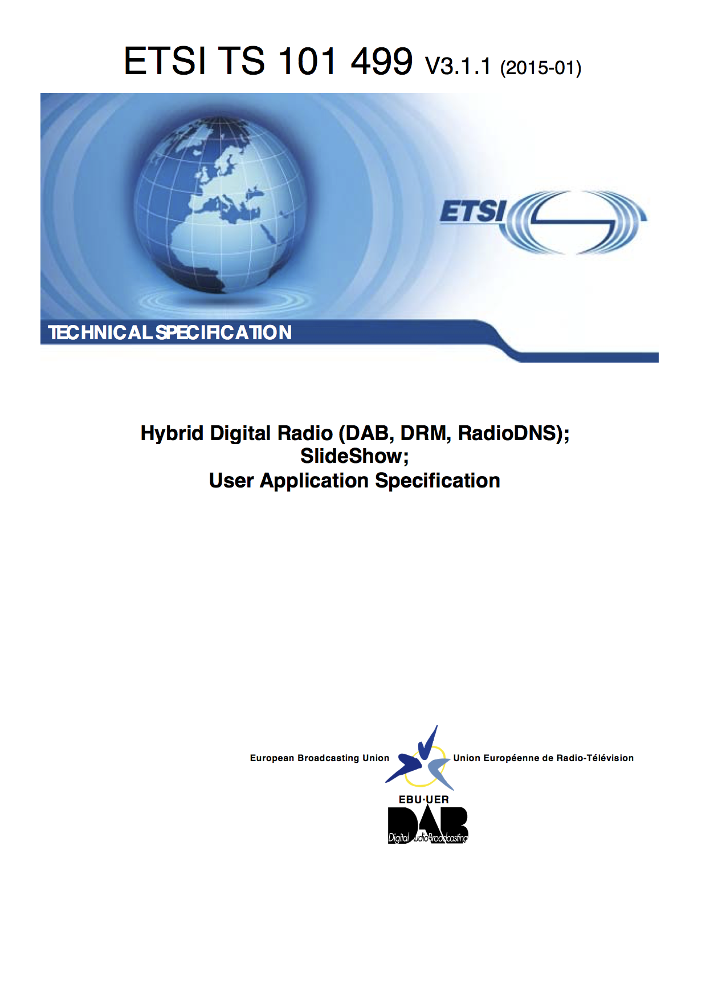 ETSI TS 101 499 V3.1.1 (2015-01)
ETSI
TECHNICAL SPECIFICATION
Hybrid Digital Radio (DAB, DRM, RadioDNS);
SlideShow;
User Application Specification
European Broadcasting Union
Union Européenne de Radio-Télévision
EBU·UER
DAB
Digital Audio Broadcasting